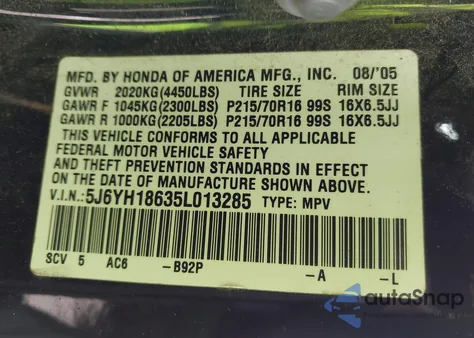 MFD. BY HONDA OF AMERICA MFG., INC. 08/'05
GVWR 2020KG(4450LBS) TIRE SIZE RIM SIZE
GAWR F 1045KG(2300LBS) P215/70R16 99S 16X6.5JJ
GAWR R 1000KG(2205LBS) P215/70R16 99S 16X6.5JJ
THIS VEHICLE CONFORMS TO ALL APPLICABLE
FEDERAL MOTOR VEHICLE SAFETY
AND THEFT PREVENTION STANDARDS IN EFFECT
ON THE DATE OF MANUFACTURE SHOWN ABOVE.
V.I.N.: 5J6YH18635L013285 TYPE: MPV
SCV 5 AC6 -B92P -A -L
autoSnap